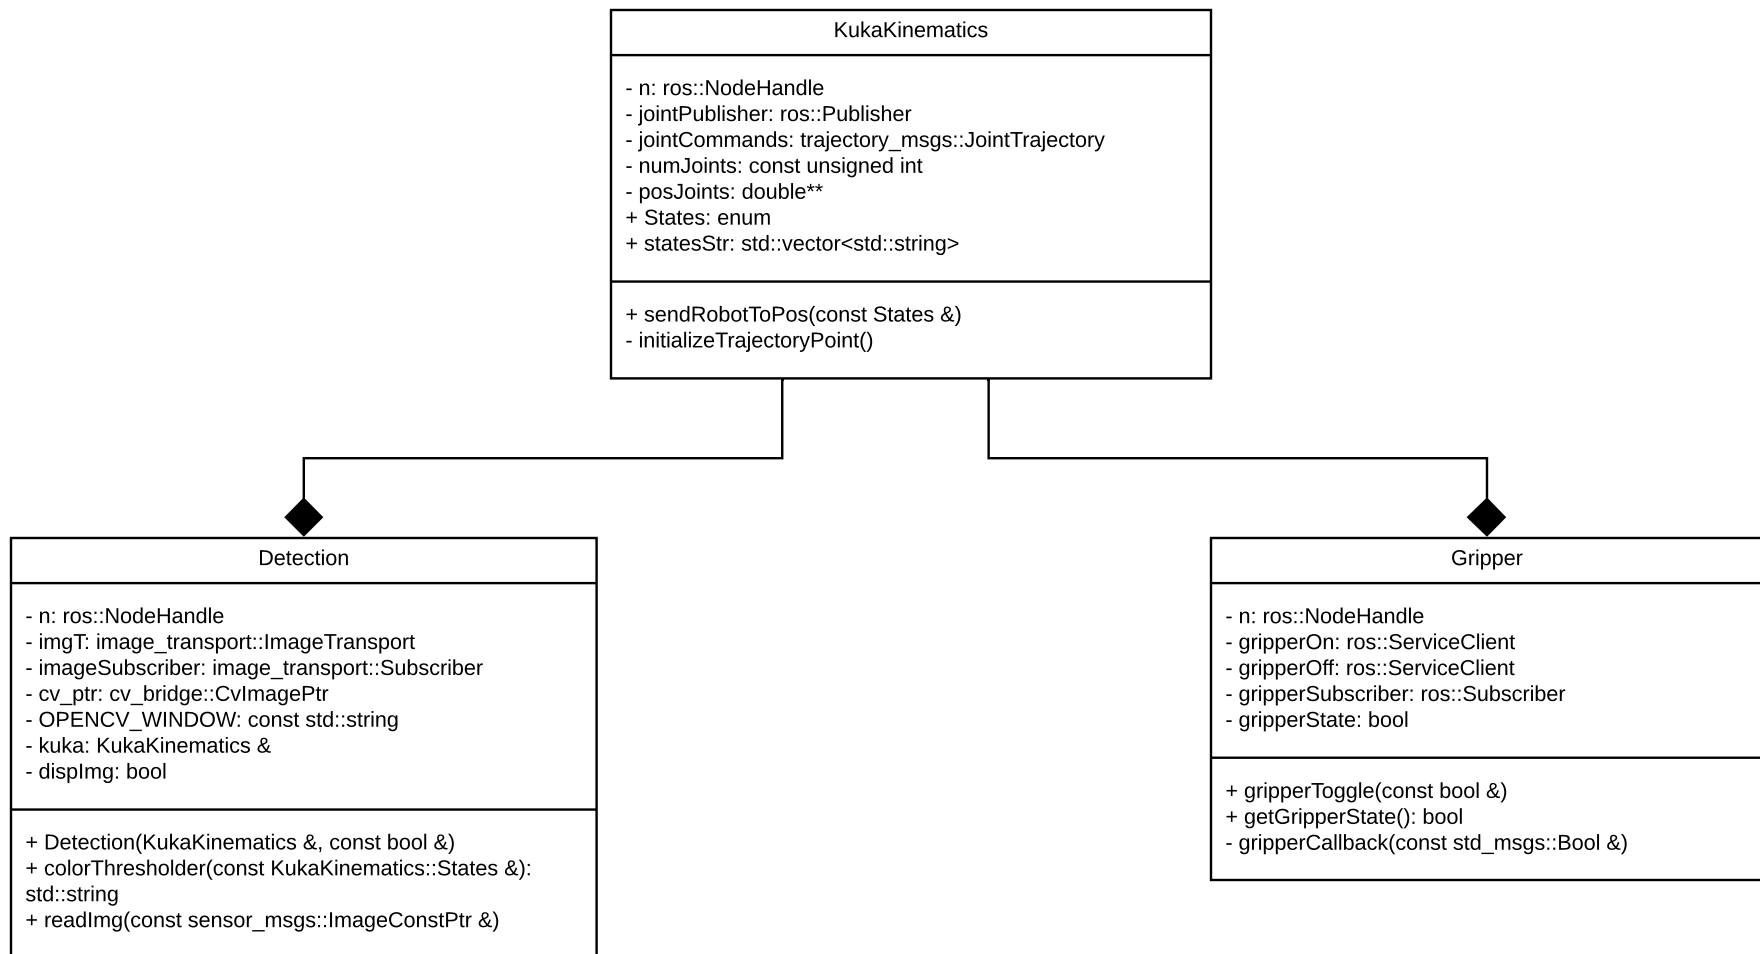 KukaKinematics
- n: ros::NodeHandle
- jointPublisher: ros::Publisher
- jointCommands: trajectory_msgs::JointTrajectory
- numJoints: const unsigned int
- posJoints: double**
+ States: enum
+ statesStr: std::vector<std::string>
+ sendRobotToPos(const States &)
- initializeTrajectoryPoint()
Detection
- n: ros::NodeHandle
- imgT: image_transport::ImageTransport
- imageSubscriber: image_transport::Subscriber
- cv_ptr: cv_bridge::CvImagePtr
- OPENCV_WINDOW: const std::string
- kuka: KukaKinematics &
- dispImg: bool
+ Detection(KukaKinematics &, const bool &)
+ colorThresholder(const KukaKinematics::States &):
std::string
+ readImg(const sensor_msgs::ImageConstPtr &)
Gripper
- n: ros::NodeHandle
- gripperOn: ros::ServiceClient
- gripperOff: ros::ServiceClient
- gripperSubscriber: ros::Subscriber
- gripperState: bool
+ gripperToggle(const bool &)
+ getGripperState(): bool
- gripperCallback(const std_msgs::Bool &)